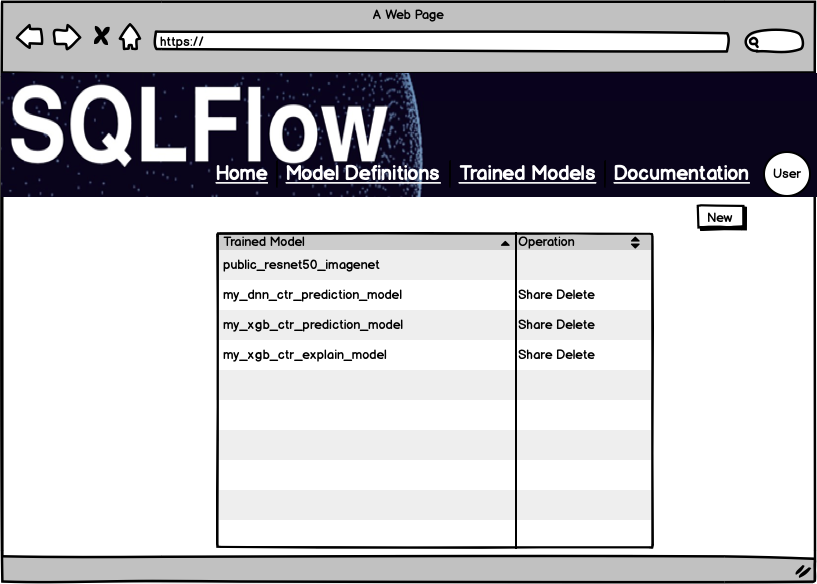 A Web Page
https://
SQLFlow
Home Model Definitions Trained Models Documentation User
New
Trained Model Operation
public_resnet50_imagenet
my_dnn_ctr_prediction_model Share Delete
my_xgb_ctr_prediction_model Share Delete
my_xgb_ctr_explain_model Share Delete